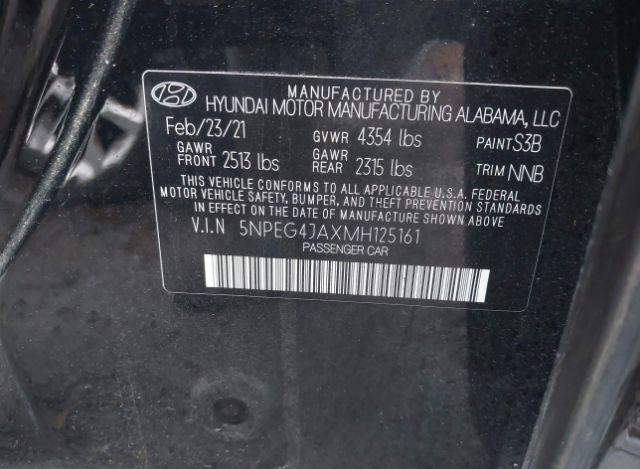 MANUFACTURED BY
HYUNDAI MOTOR MANUFACTURING ALABAMA, LLC
Feb/23/21 GVWR 4354 lbs PAINT S3B
GAWR FRONT 2513 lbs GAWR REAR 2315 lbs TRIM NNB
THIS VEHICLE CONFORMS TO ALL APPLICABLE U.S.A. FEDERAL
MOTOR VEHICLE SAFETY, BUMPER, AND THEFT PREVENTION STANDARDS
IN EFFECT ON THE DATE OF MANUFACTURE SHOWN ABOVE
V.I.N 5NPEG4JAXMH125161
PASSENGER CAR